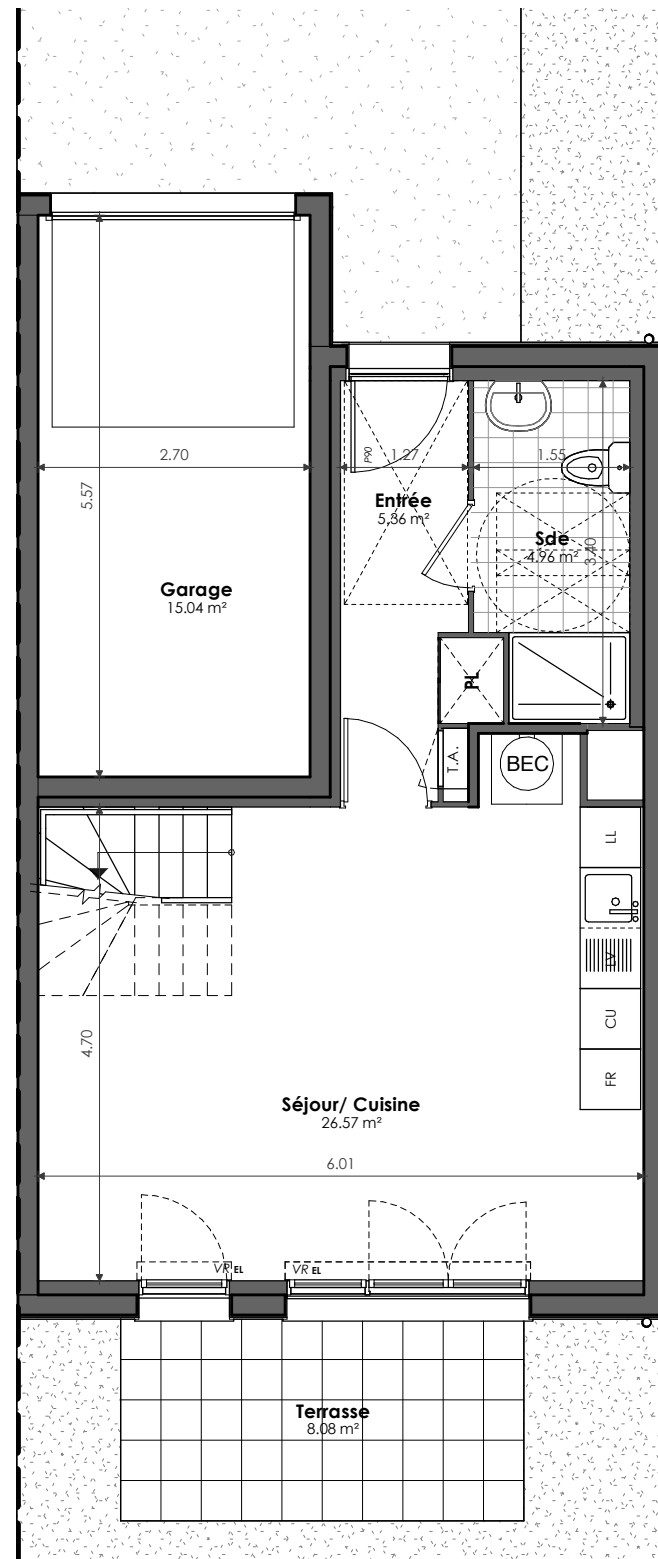 2.70
5.57
Garage
15.04 m²
P90
1.27
Entrée
5.36 m²
1.55
Sde
4.96 m²
3.40
PL
T.A.
BEC
LL
LV
CU
FR
4.70
Séjour/ Cuisine
26.57 m²
6.01
VR EL
VR EL
Terrasse
8.08 m²